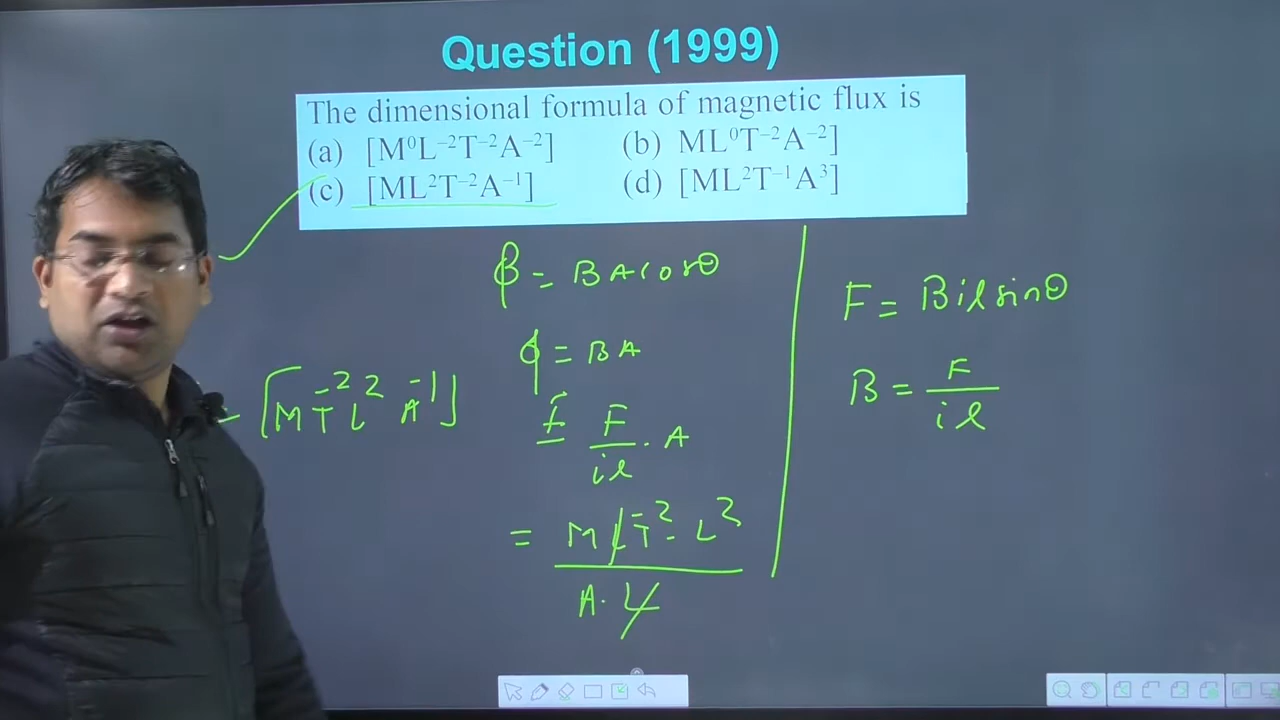 Question (1999)
The dimensional formula of magnetic flux is
(a) [M⁰L⁻²T⁻²A⁻²] (b) ML⁰T⁻²A⁻²]
(c) [ML²T⁻²A⁻¹] (d) [ML²T⁻¹A³]
ϕ = BA cosθ
ϕ = BA
= F/il · A
= MLT⁻² · L² / A · L
= [M T⁻² L² A⁻¹]
F = Bil sinθ
B = F/il